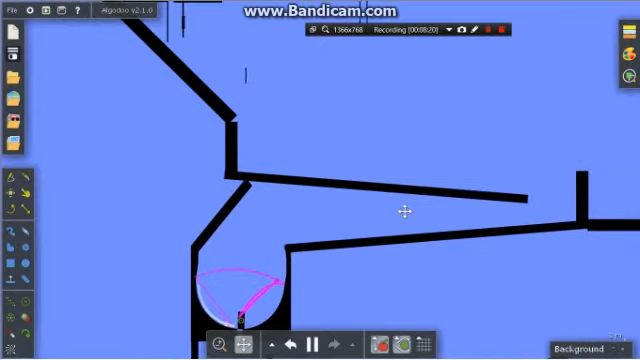 www.Bandicam.com
File
Algodoo v2.1.0
1366x768
Recording [00:08:20]
Background